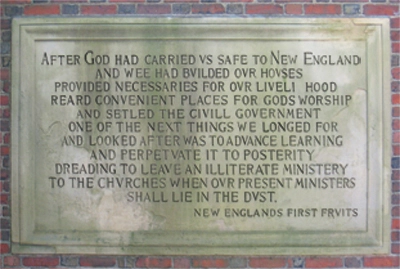 AFTER GOD HAD CARRIED VS SAFE TO NEW ENGLAND
AND WEE HAD BVILDED OVR HOVSES
PROVIDED NECESSARIES FOR OVR LIVELI HOOD
REARD CONVENIENT PLACES FOR GODS WORSHIP
AND SETLED THE CIVILL GOVERNMENT
ONE OF THE NEXT THINGS WE LONGED FOR
AND LOOKED AFTER WAS TO ADVANCE LEARNING
AND PERPETVATE IT TO POSTERITY
DREADING TO LEAVE AN ILLITERATE MINISTERY
TO THE CHVRCHES WHEN OVR PRESENT MINISTERS
SHALL LIE IN THE DVST.
NEW ENGLANDS FIRST FRVITS